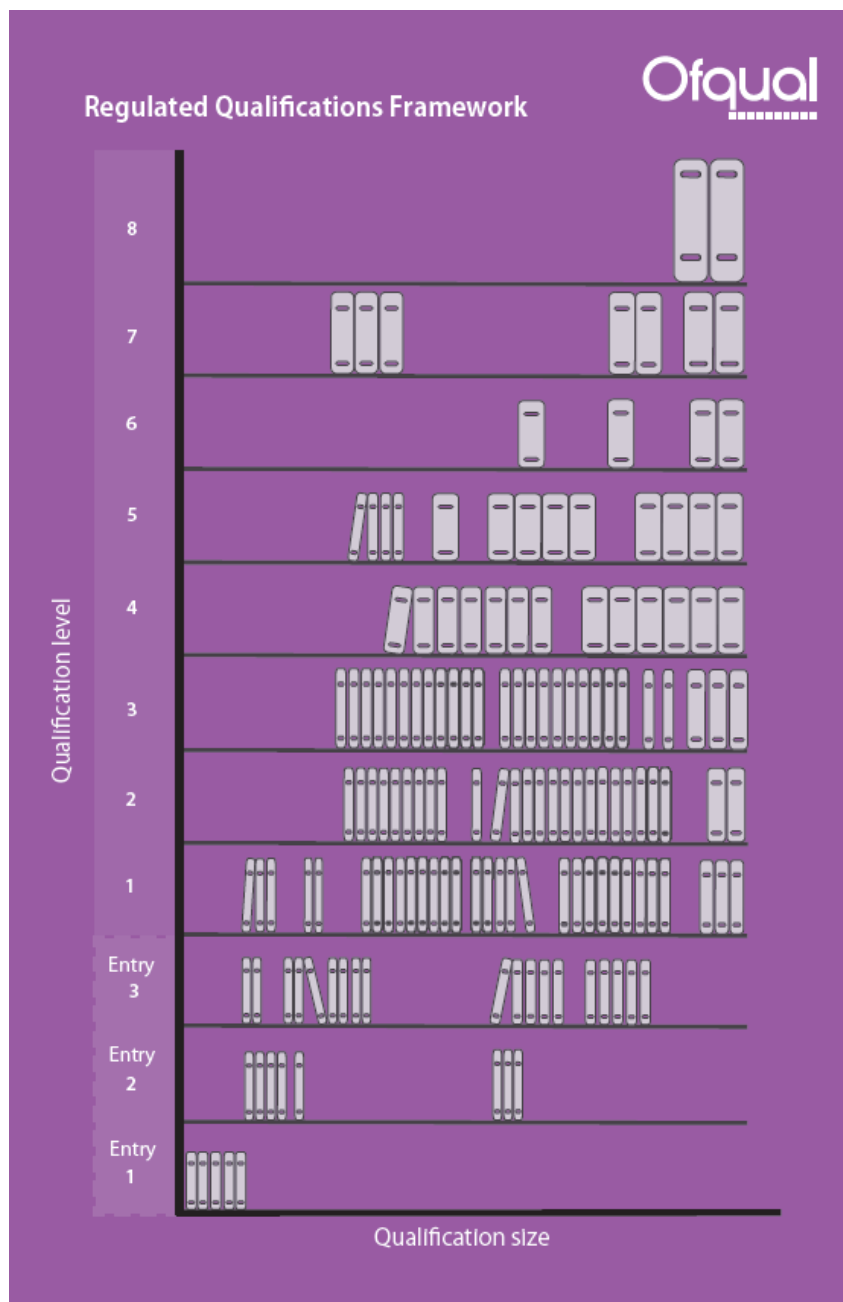 Ofqual
Regulated Qualifications Framework
8
7
6
5
4
3
2
1
Entry
3
Entry
2
Entry
1
Qualification level
Qualification size